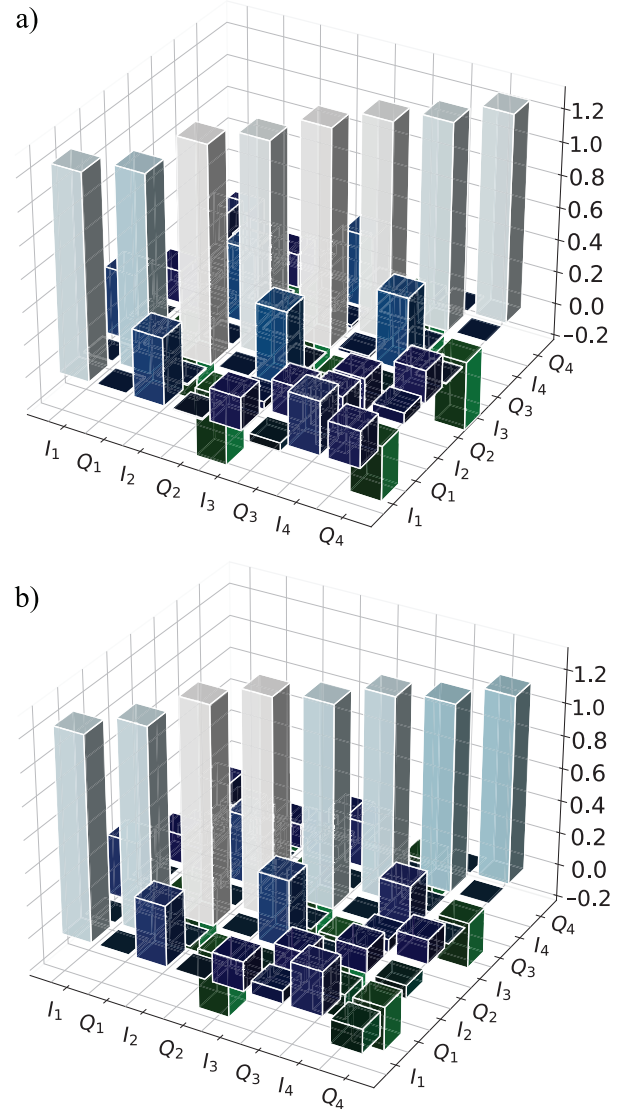 a)
1.2
1.0
0.8
0.6
0.4
0.2
0.0
−0.2
I₁ Q₁ I₂ Q₂ I₃ Q₃ I₄ Q₄
I₁ Q₁ I₂ Q₂ I₃ Q₃ I₄ Q₄
b)
1.2
1.0
0.8
0.6
0.4
0.2
0.0
−0.2
I₁ Q₁ I₂ Q₂ I₃ Q₃ I₄ Q₄
I₁ Q₁ I₂ Q₂ I₃ Q₃ I₄ Q₄